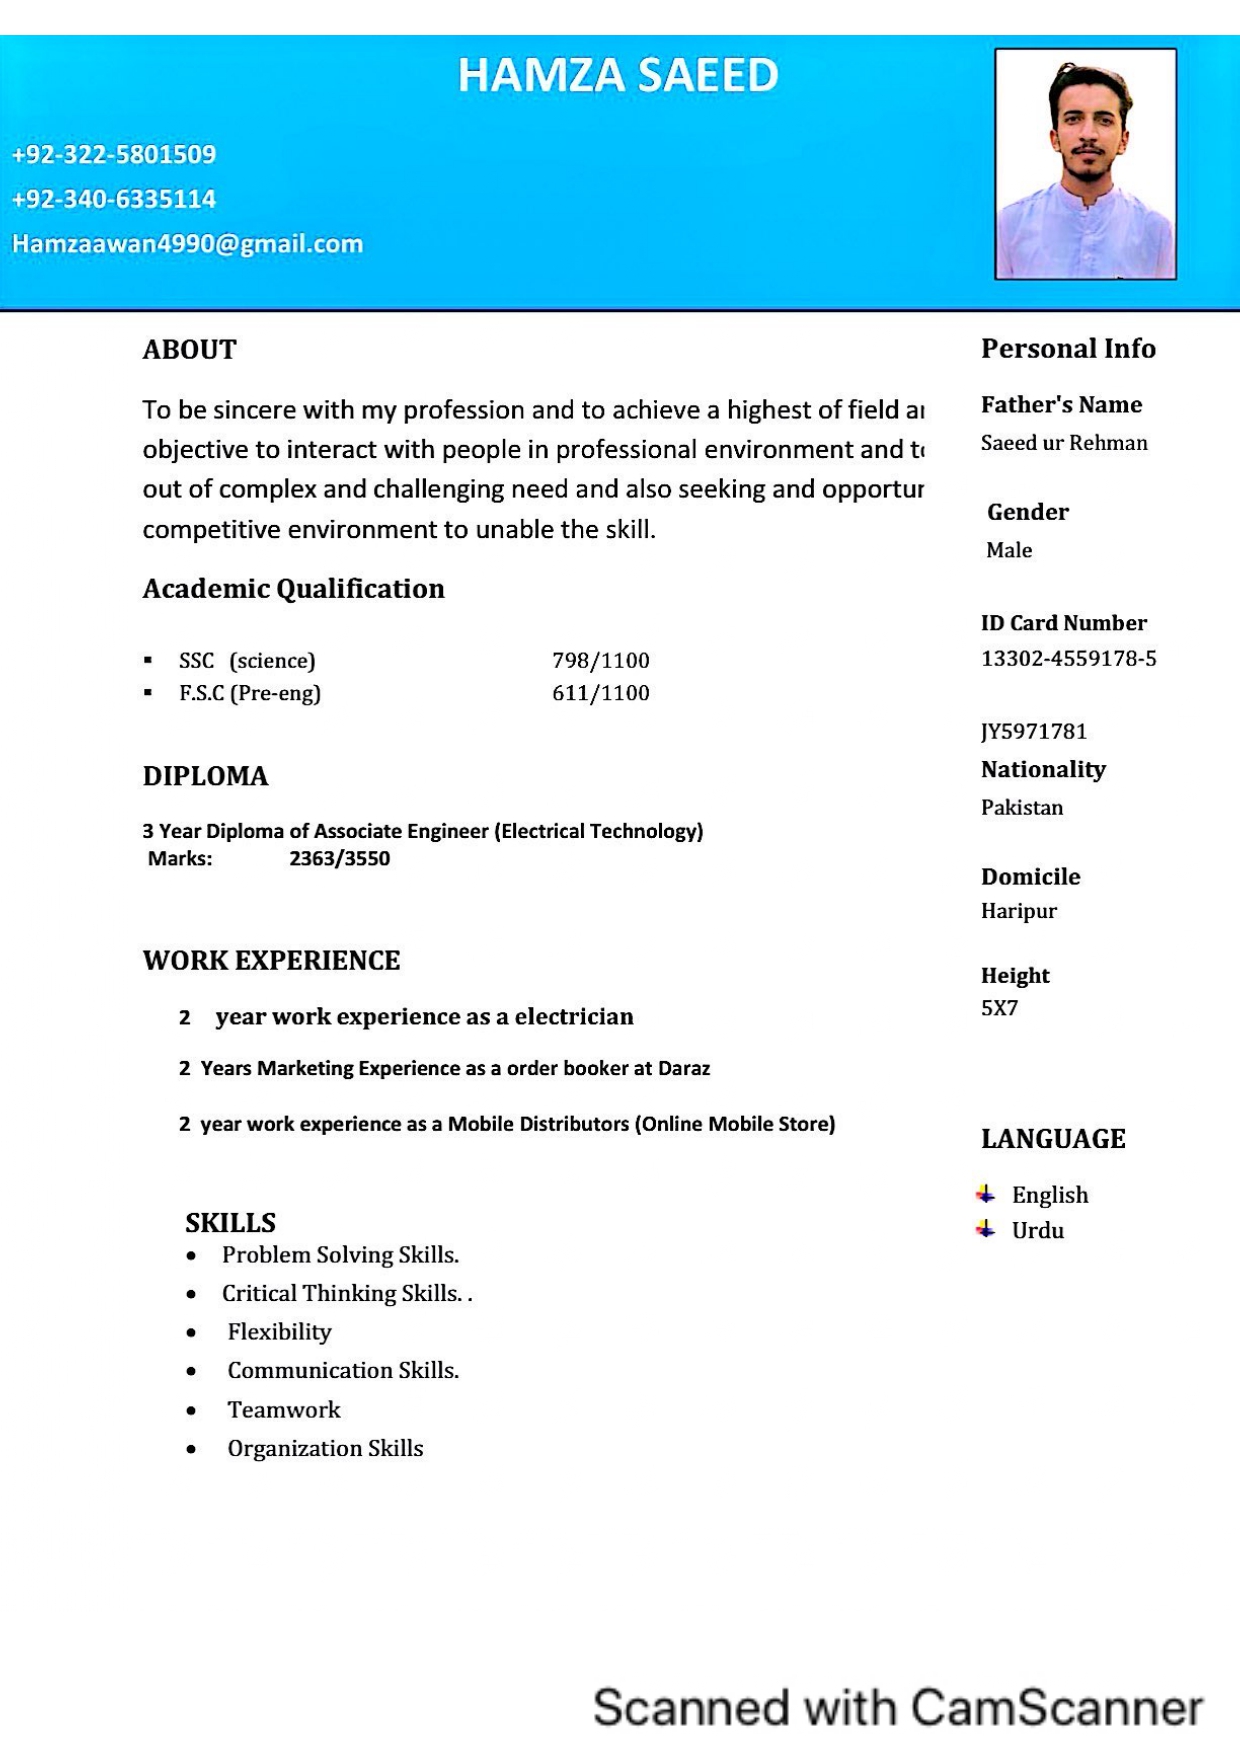 HAMZA SAEED
+92-322-5801509
+92-340-6335114
Hamzaawan4990@gmail.com
ABOUT
To be sincere with my profession and to achieve a highest of field
objective to interact with people in professional environment and
out of complex and challenging need and also seeking and
competitive environment to unable the skill.
Academic Qualification
▪ SSC (science) 798/1100
▪ F.S.C (Pre-eng) 611/1100
DIPLOMA
3 Year Diploma of Associate Engineer (Electrical Technology)
Marks: 2363/3550
WORK EXPERIENCE
2 year work experience as a electrician
2 Years Marketing Experience as a order booker at Daraz
2 year work experience as a Mobile Distributors (Online Mobile Store)
SKILLS
• Problem Solving Skills.
• Critical Thinking Skills. .
• Flexibility
• Communication Skills.
• Teamwork
• Organization Skills
Personal Info
Father's Name
Saeed ur Rehman
Gender
Male
ID Card Number
13302-4559178-5
JY5971781
Nationality
Pakistan
Domicile
Haripur
Height
5X7
LANGUAGE
English
Urdu
Scanned with CamScanner